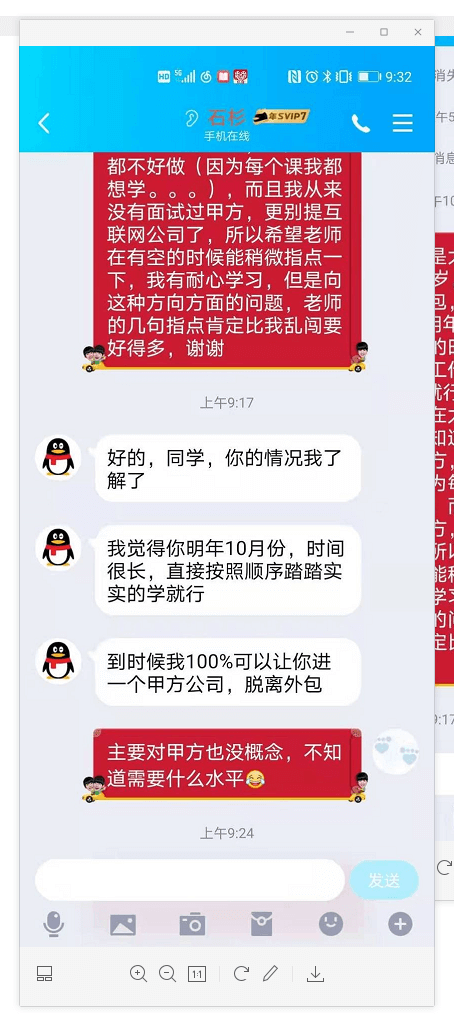 HD 5G 9:32
石杉 年SVIP7
手机在线
都不好做（因为每个课我都
想学。。。），而且我从来
没有面试过甲方，更别提互
联网公司了，所以希望老师
在有空的时候能稍微指点一
下，我有耐心学习，但是向
这种方向方面的问题，老师
的几句指点肯定比我乱闯要
好得多，谢谢
上午9:17
好的，同学，你的情况我了
解了
我觉得你明年10月份，时间
很长，直接按照顺序踏踏实
实的学就行
到时候我100%可以让你进
一个甲方公司，脱离外包
主要对甲方也没概念，不知
道需要什么水平😂
上午9:24
发送
1:1